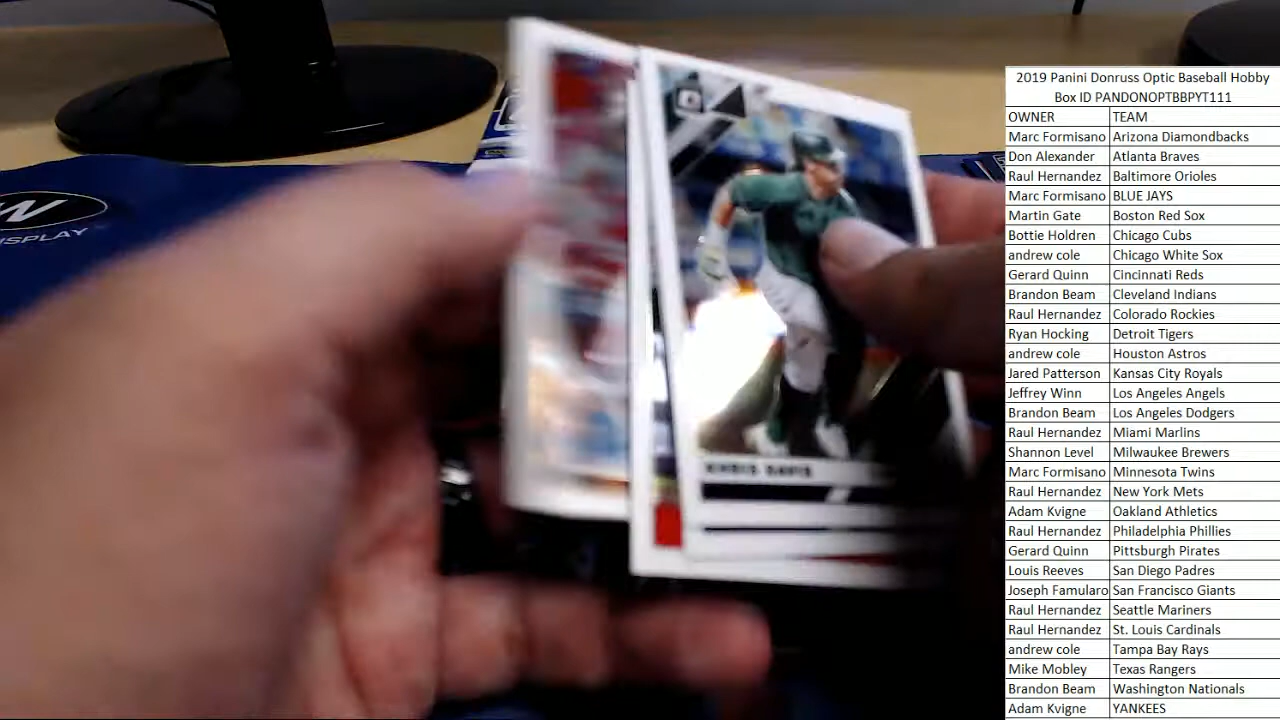 2019 Panini Donruss Optic Baseball Hobby
Box ID PANDONOPTBBPYT111
OWNER TEAM
Marc Formisano Arizona Diamondbacks
Don Alexander Atlanta Braves
Raul Hernandez Baltimore Orioles
Marc Formisano BLUE JAYS
Martin Gate Boston Red Sox
Bottie Holdren Chicago Cubs
andrew cole Chicago White Sox
Gerard Quinn Cincinnati Reds
Brandon Beam Cleveland Indians
Raul Hernandez Colorado Rockies
Ryan Hocking Detroit Tigers
andrew cole Houston Astros
Jared Patterson Kansas City Royals
Jeffrey Winn Los Angeles Angels
Brandon Beam Los Angeles Dodgers
Raul Hernandez Miami Marlins
Shannon Level Milwaukee Brewers
Marc Formisano Minnesota Twins
Raul Hernandez New York Mets
Adam Kvigne Oakland Athletics
Raul Hernandez Philadelphia Phillies
Gerard Quinn Pittsburgh Pirates
Louis Reeves San Diego Padres
Joseph Famularo San Francisco Giants
Raul Hernandez Seattle Mariners
Raul Hernandez St. Louis Cardinals
andrew cole Tampa Bay Rays
Mike Mobley Texas Rangers
Brandon Beam Washington Nationals
Adam Kvigne YANKEES
W
ISPLAY
KHRIS DAVIS